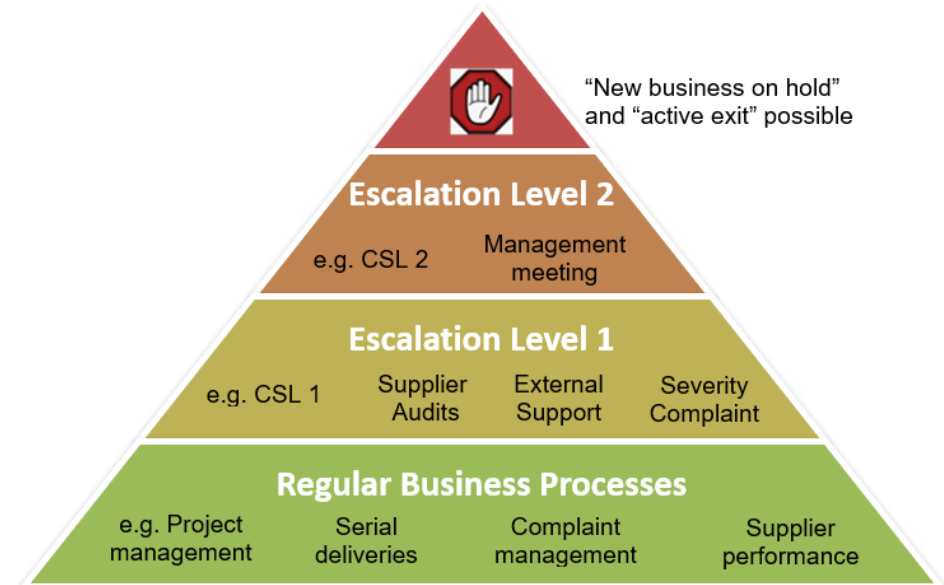 “New business on hold”
and “active exit” possible
Escalation Level 2
e.g. CSL 2
Management
meeting
Escalation Level 1
e.g. CSL 1
Supplier
Audits
External
Support
Severity
Complaint
Regular Business Processes
e.g. Project
management
Serial
deliveries
Complaint
management
Supplier
performance